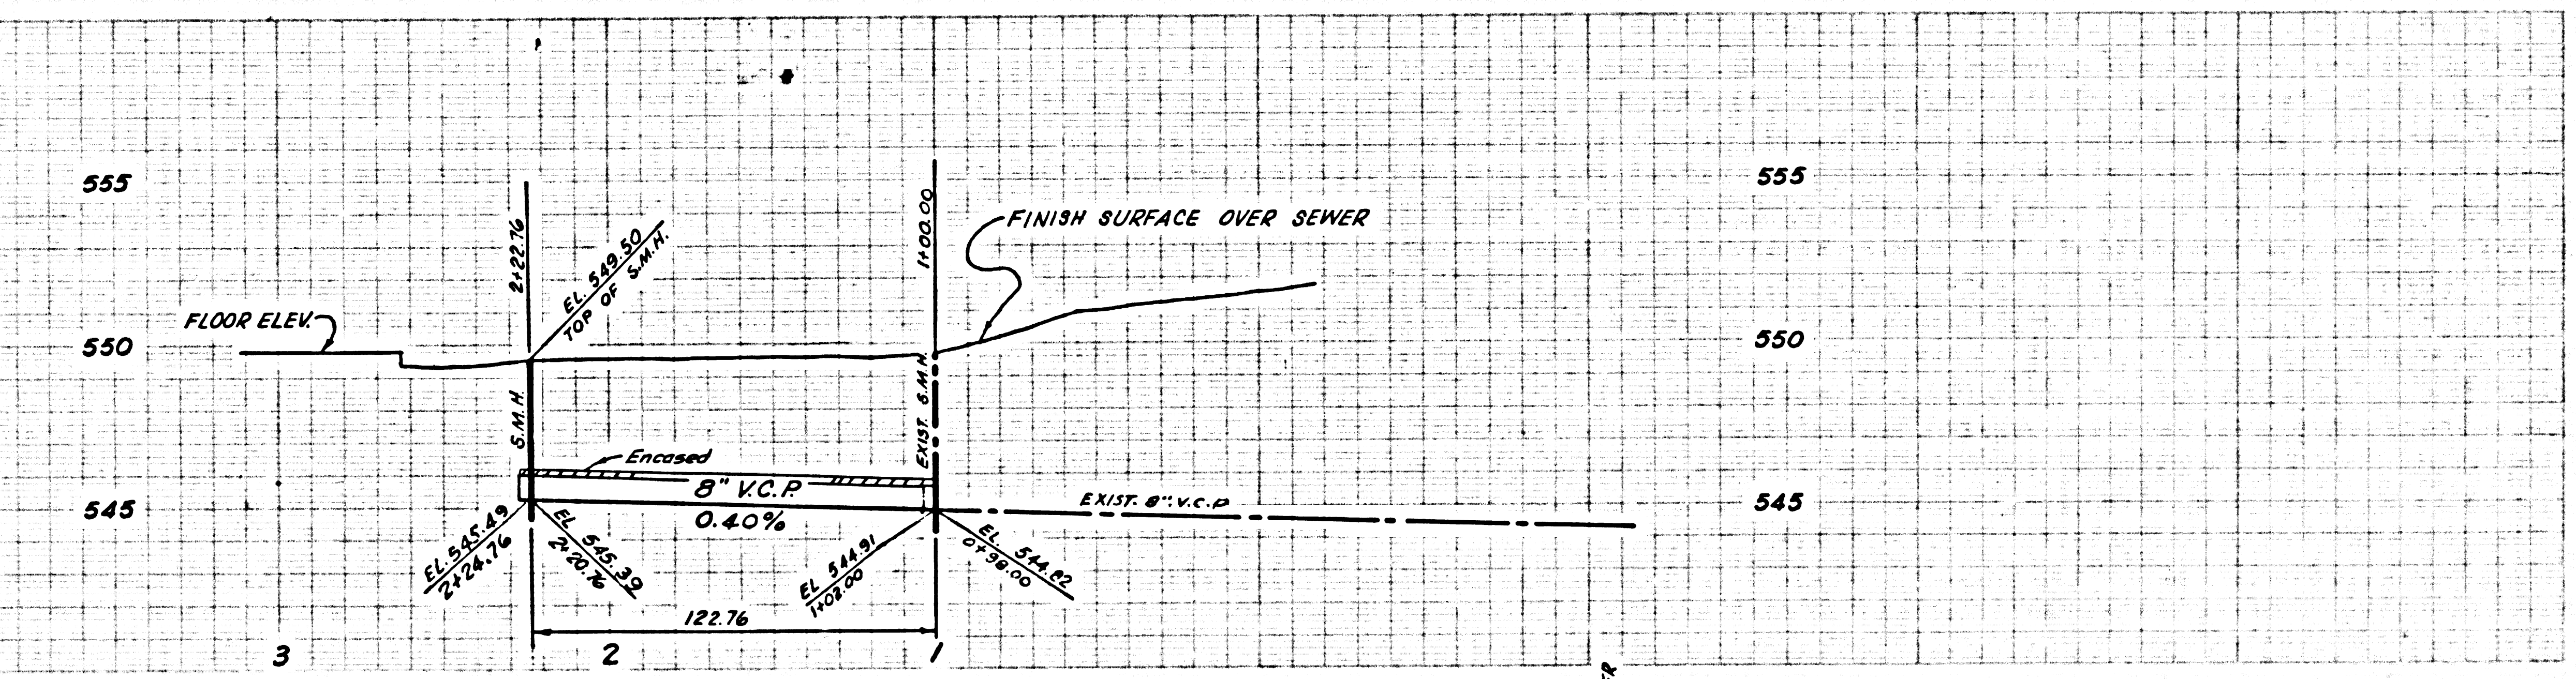 555
555
2+22.76
EL. 549.50
TOP OF S.M.H.
1+00.00
FINISH SURFACE OVER SEWER
FLOOR ELEV.
550
550
S.M.H.
EXIST. S.M.H.
Encased
8" V.C.P.
545
0.40%
EXIST. 8" V.C.P
545
EL. 545.49
2+24.76
EL 545.39
2+20.76
EL 544.91
1+02.00
EL. 544.82
0+98.00
122.76
3
2
1